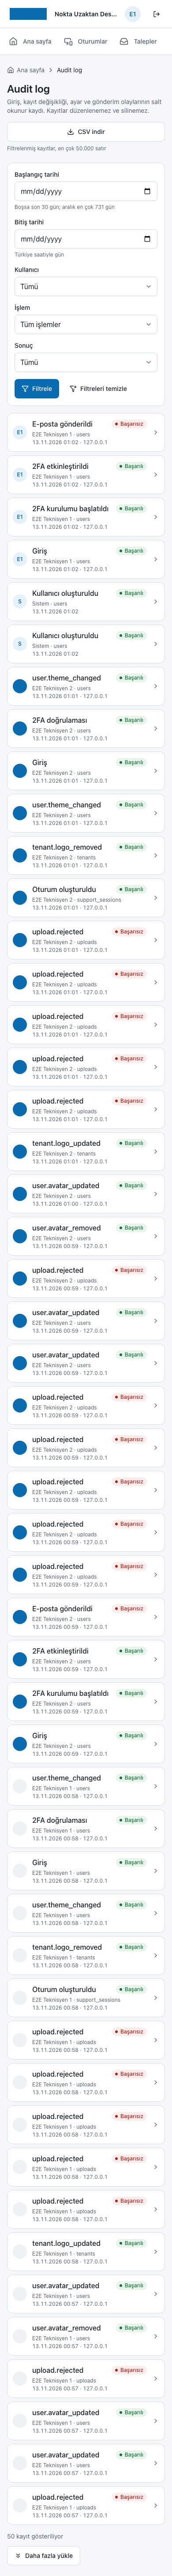 Nokta Uzaktan Des...
E1
Ana sayfa
Oturumlar
Talepler
Ana sayfa
Audit log
Audit log
Giriş, kayıt değişikliği, ayar ve gönderim olaylarının salt
okunur kaydı. Kayıtlar düzenlenemez ve silinemez.
CSV indir
Filtrelenmiş kayıtlar, en çok 50.000 satır
Başlangıç tarihi
mm/dd/yyyy
Boşsa son 30 gün; aralık en çok 731 gün
Bitiş tarihi
mm/dd/yyyy
Türkiye saatiyle gün
Kullanıcı
Tümü
İşlem
Tüm işlemler
Sonuç
Tümü
Filtrele
Filtreleri temizle
E1
E-posta gönderildi
Başarısız
E2E Teknisyen 1 · users
13.11.2026 01:02 · 127.0.0.1
E1
2FA etkinleştirildi
Başarılı
E2E Teknisyen 1 · users
13.11.2026 01:02 · 127.0.0.1
E1
2FA kurulumu başlatıldı
Başarılı
E2E Teknisyen 1 · users
13.11.2026 01:02 · 127.0.0.1
E1
Giriş
Başarılı
E2E Teknisyen 1 · users
13.11.2026 01:02 · 127.0.0.1
S
Kullanıcı oluşturuldu
Başarılı
Sistem · users
13.11.2026 01:02
S
Kullanıcı oluşturuldu
Başarılı
Sistem · users
13.11.2026 01:02
user.theme_changed
Başarılı
E2E Teknisyen 2 · users
13.11.2026 01:01 · 127.0.0.1
2FA doğrulaması
Başarılı
E2E Teknisyen 2 · users
13.11.2026 01:01 · 127.0.0.1
Giriş
Başarılı
E2E Teknisyen 2 · users
13.11.2026 01:01 · 127.0.0.1
user.theme_changed
Başarılı
E2E Teknisyen 2 · users
13.11.2026 01:01 · 127.0.0.1
tenant.logo_removed
Başarılı
E2E Teknisyen 2 · tenants
13.11.2026 01:01 · 127.0.0.1
Oturum oluşturuldu
Başarılı
E2E Teknisyen 2 · support_sessions
13.11.2026 01:01 · 127.0.0.1
upload.rejected
Başarısız
E2E Teknisyen 2 · uploads
13.11.2026 01:01 · 127.0.0.1
upload.rejected
Başarısız
E2E Teknisyen 2 · uploads
13.11.2026 01:01 · 127.0.0.1
upload.rejected
Başarısız
E2E Teknisyen 2 · uploads
13.11.2026 01:01 · 127.0.0.1
upload.rejected
Başarısız
E2E Teknisyen 2 · uploads
13.11.2026 01:01 · 127.0.0.1
upload.rejected
Başarısız
E2E Teknisyen 2 · uploads
13.11.2026 01:01 · 127.0.0.1
tenant.logo_updated
Başarılı
E2E Teknisyen 2 · tenants
13.11.2026 01:01 · 127.0.0.1
user.avatar_updated
Başarılı
E2E Teknisyen 2 · users
13.11.2026 01:00 · 127.0.0.1
user.avatar_removed
Başarılı
E2E Teknisyen 2 · users
13.11.2026 00:59 · 127.0.0.1
upload.rejected
Başarısız
E2E Teknisyen 2 · uploads
13.11.2026 00:59 · 127.0.0.1
user.avatar_updated
Başarılı
E2E Teknisyen 2 · users
13.11.2026 00:59 · 127.0.0.1
user.avatar_updated
Başarılı
E2E Teknisyen 2 · users
13.11.2026 00:59 · 127.0.0.1
upload.rejected
Başarısız
E2E Teknisyen 2 · uploads
13.11.2026 00:59 · 127.0.0.1
upload.rejected
Başarısız
E2E Teknisyen 2 · uploads
13.11.2026 00:59 · 127.0.0.1
upload.rejected
Başarısız
E2E Teknisyen 2 · uploads
13.11.2026 00:59 · 127.0.0.1
upload.rejected
Başarısız
E2E Teknisyen 2 · uploads
13.11.2026 00:59 · 127.0.0.1
upload.rejected
Başarısız
E2E Teknisyen 2 · uploads
13.11.2026 00:59 · 127.0.0.1
E-posta gönderildi
Başarısız
E2E Teknisyen 2 · users
13.11.2026 00:59 · 127.0.0.1
2FA etkinleştirildi
Başarılı
E2E Teknisyen 2 · users
13.11.2026 00:59 · 127.0.0.1
2FA kurulumu başlatıldı
Başarılı
E2E Teknisyen 2 · users
13.11.2026 00:59 · 127.0.0.1
Giriş
Başarılı
E2E Teknisyen 2 · users
13.11.2026 00:59 · 127.0.0.1
user.theme_changed
Başarılı
E2E Teknisyen 1 · users
13.11.2026 00:58 · 127.0.0.1
2FA doğrulaması
Başarılı
E2E Teknisyen 1 · users
13.11.2026 00:58 · 127.0.0.1
Giriş
Başarılı
E2E Teknisyen 1 · users
13.11.2026 00:58 · 127.0.0.1
user.theme_changed
Başarılı
E2E Teknisyen 1 · users
13.11.2026 00:58 · 127.0.0.1
tenant.logo_removed
Başarılı
E2E Teknisyen 1 · tenants
13.11.2026 00:58 · 127.0.0.1
Oturum oluşturuldu
Başarılı
E2E Teknisyen 1 · support_sessions
13.11.2026 00:58 · 127.0.0.1
upload.rejected
Başarısız
E2E Teknisyen 1 · uploads
13.11.2026 00:58 · 127.0.0.1
upload.rejected
Başarısız
E2E Teknisyen 1 · uploads
13.11.2026 00:58 · 127.0.0.1
upload.rejected
Başarısız
E2E Teknisyen 1 · uploads
13.11.2026 00:58 · 127.0.0.1
upload.rejected
Başarısız
E2E Teknisyen 1 · uploads
13.11.2026 00:58 · 127.0.0.1
upload.rejected
Başarısız
E2E Teknisyen 1 · uploads
13.11.2026 00:58 · 127.0.0.1
tenant.logo_updated
Başarılı
E2E Teknisyen 1 · tenants
13.11.2026 00:58 · 127.0.0.1
user.avatar_updated
Başarılı
E2E Teknisyen 1 · users
13.11.2026 00:57 · 127.0.0.1
user.avatar_removed
Başarılı
E2E Teknisyen 1 · users
13.11.2026 00:57 · 127.0.0.1
upload.rejected
Başarısız
E2E Teknisyen 1 · uploads
13.11.2026 00:57 · 127.0.0.1
user.avatar_updated
Başarılı
E2E Teknisyen 1 · users
13.11.2026 00:57 · 127.0.0.1
user.avatar_updated
Başarılı
E2E Teknisyen 1 · users
13.11.2026 00:57 · 127.0.0.1
upload.rejected
Başarısız
E2E Teknisyen 1 · uploads
13.11.2026 00:57 · 127.0.0.1
50 kayıt gösteriliyor
Daha fazla yükle